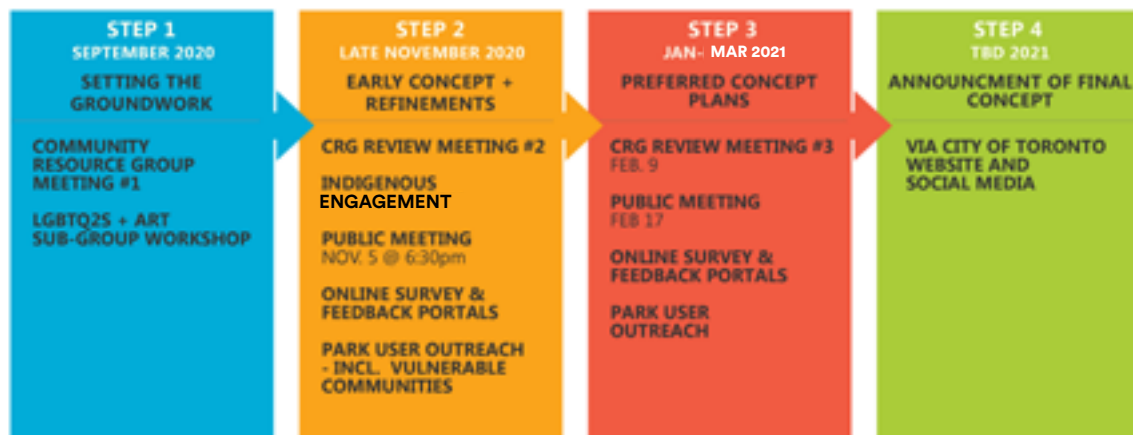 STEP 1
SEPTEMBER 2020
SETTING THE
GROUNDWORK
COMMUNITY
RESOURCE GROUP
MEETING #1
LGBTQ2S + ART
SUB-GROUP WORKSHOP
STEP 2
LATE NOVEMBER 2020
EARLY CONCEPT +
REFINEMENTS
CRG REVIEW MEETING #2
INDIGENOUS
ENGAGEMENT
PUBLIC MEETING
NOV. 5 @ 6:30pm
ONLINE SURVEY &
FEEDBACK PORTALS
PARK USER OUTREACH
- INCL. VULNERABLE
COMMUNITIES
STEP 3
JAN- MAR 2021
PREFERRED CONCEPT
PLANS
CRG REVIEW MEETING #3
FEB. 9
PUBLIC MEETING
FEB 17
ONLINE SURVEY &
FEEDBACK PORTALS
PARK USER
OUTREACH
STEP 4
TBD 2021
ANNOUNCMENT OF FINAL
CONCEPT
VIA CITY OF TORONTO
WEBSITE AND
SOCIAL MEDIA